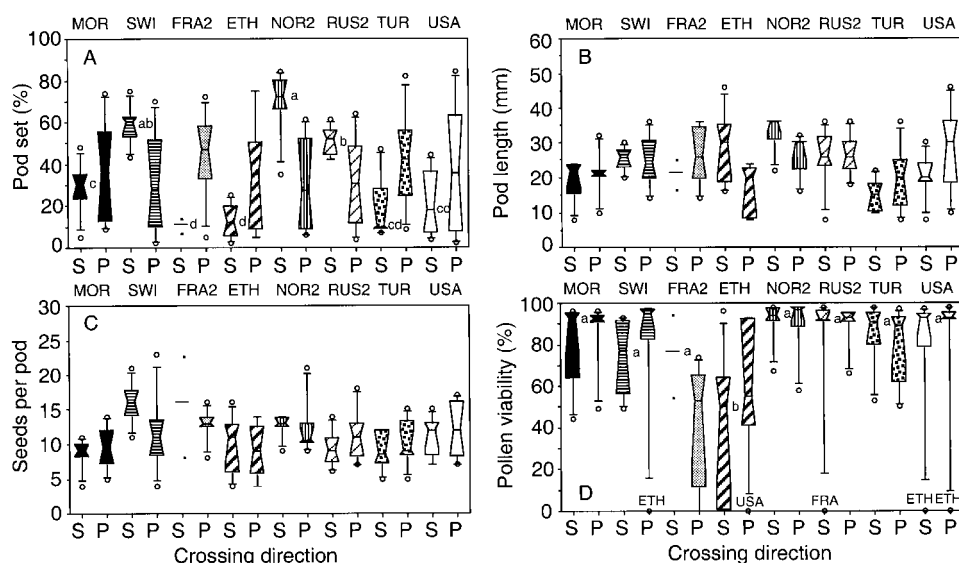 MOR SWI FRA2 ETH NOR2 RUS2 TUR USA
A
Pod set (%)
100
80
60
40
20
0
c ab d d a b cd cd
S P S P S P S P S P S P S P S P
MOR SWI FRA2 ETH NOR2 RUS2 TUR USA
B
Pod length (mm)
60
50
40
30
20
10
0
S P S P S P S P S P S P S P S P
MOR SWI FRA2 ETH NOR2 RUS2 TUR USA
C
Seeds per pod
30
25
20
15
10
5
0
S P S P S P S P S P S P S P S P
Crossing direction
MOR SWI FRA2 ETH NOR2 RUS2 TUR USA
Pollen viability (%)
100
80
60
40
20
0
a a a b a a a a
D
ETH USA FRA ETH ETH
S P S P S P S P S P S P S P S P
Crossing direction